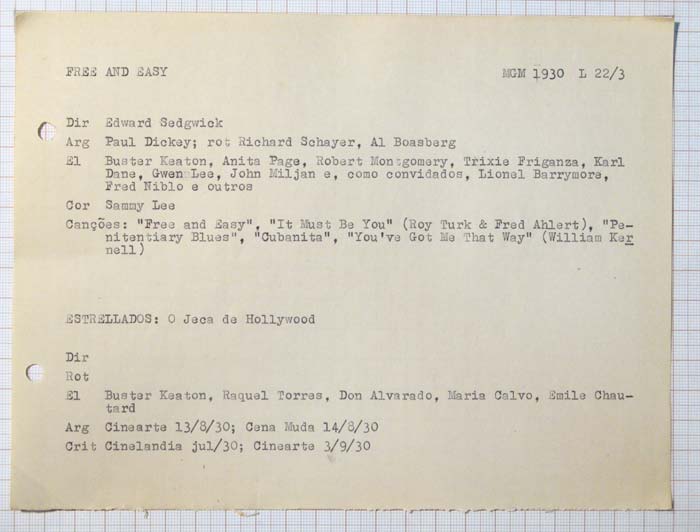 FREE AND EASY MGM 1930 L 22/3
Dir Edward Sedgwick
Arg Paul Dickey; rot Richard Schayer, Al Boasberg
El Buster Keaton, Anita Page, Robert Montgomery, Trixie Friganza, Karl
Dane, Gwen Lee, John Miljan e, como convidados, Lionel Barrymore,
Fred Niblo e outros
Cor Sammy Lee
Canções: "Free and Easy", "It Must Be You" (Roy Turk & Fred Ahlert), "Pe-
nitentiary Blues", "Cubanita", "You've Got Me That Way" (William Ker
nell)
ESTRELLADOS: O Jeca de Hollywood
Dir
Rot
El Buster Keaton, Raquel Torres, Don Alvarado, Maria Calvo, Emile Chau-
tard
Arg Cinearte 13/8/30; Cena Muda 14/8/30
Crit Cinelandia jul/30; Cinearte 3/9/30